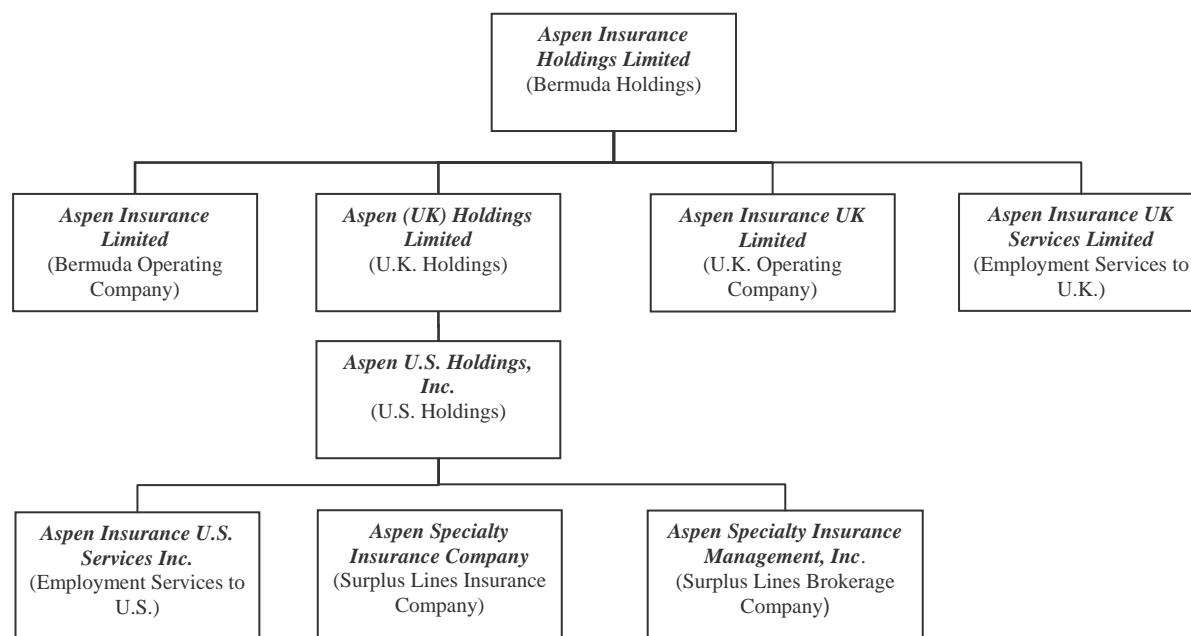 Aspen Insurance
Holdings Limited
(Bermuda Holdings)
Aspen Insurance
Limited
(Bermuda Operating
Company)
Aspen (UK) Holdings
Limited
(U.K. Holdings)
Aspen Insurance UK
Limited
(U.K. Operating
Company)
Aspen Insurance UK
Services Limited
(Employment Services to
U.K.)
Aspen U.S. Holdings,
Inc.
(U.S. Holdings)
Aspen Insurance U.S.
Services Inc.
(Employment Services to
U.S.)
Aspen Specialty
Insurance Company
(Surplus Lines Insurance
Company)
Aspen Specialty Insurance
Management, Inc.
(Surplus Lines Brokerage
Company)